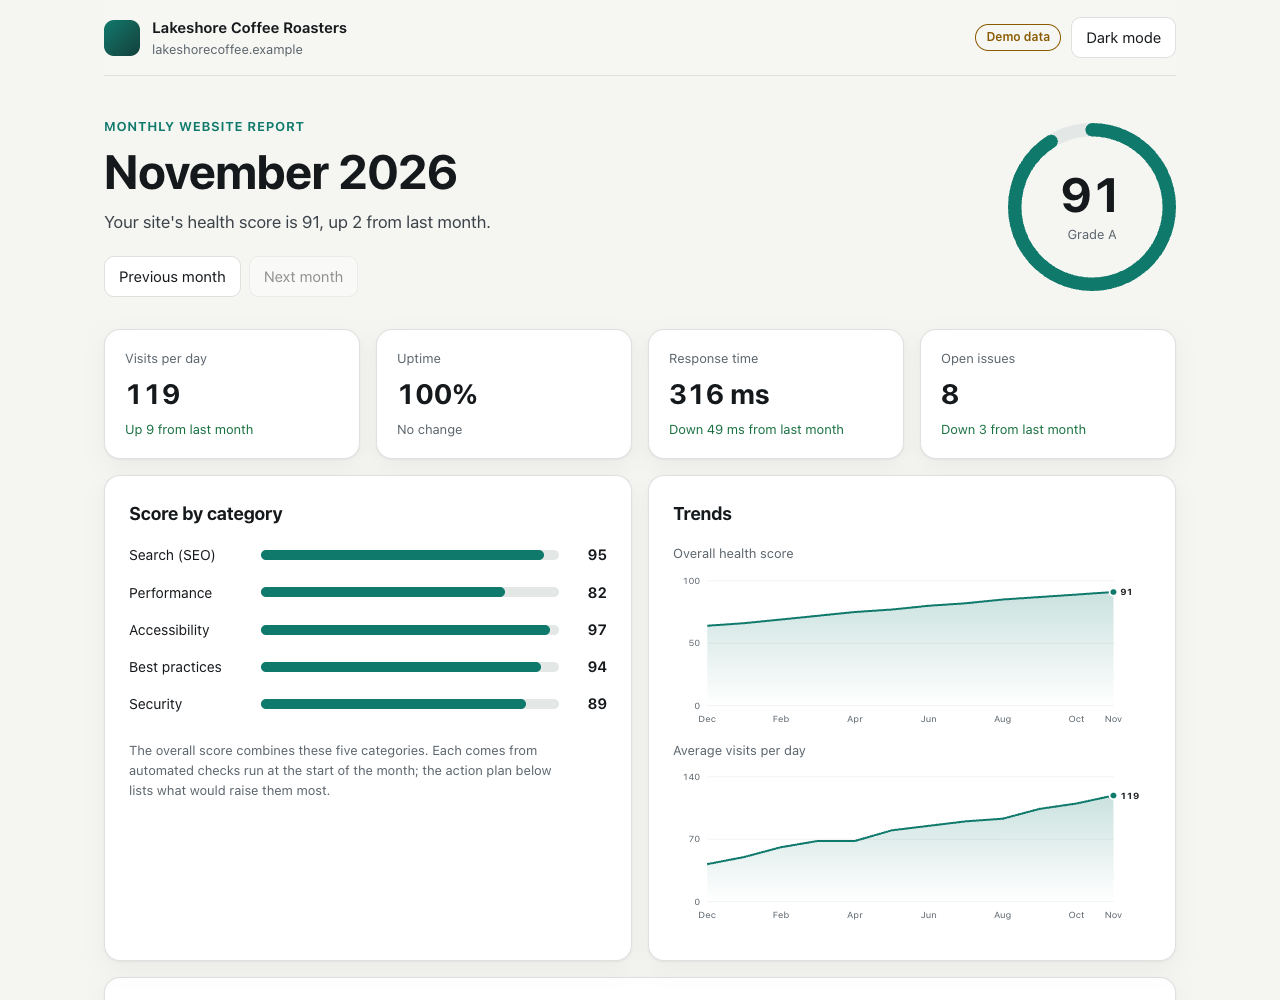 Lakeshore Coffee Roasters
lakeshorecoffee.example
Demo data
Dark mode
MONTHLY WEBSITE REPORT
November 2026
Your site's health score is 91, up 2 from last month.
Previous month
Next month
91
Grade A
Visits per day
119
Up 9 from last month
Uptime
100%
No change
Response time
316 ms
Down 49 ms from last month
Open issues
8
Down 3 from last month
Score by category
Search (SEO) 95
Performance 82
Accessibility 97
Best practices 94
Security 89
The overall score combines these five categories. Each comes from
automated checks run at the start of the month; the action plan below
lists what would raise them most.
Trends
Overall health score
100
91
50
0
Dec Feb Apr Jun Aug Oct Nov
Average visits per day
140
119
70
0
Dec Feb Apr Jun Aug Oct Nov